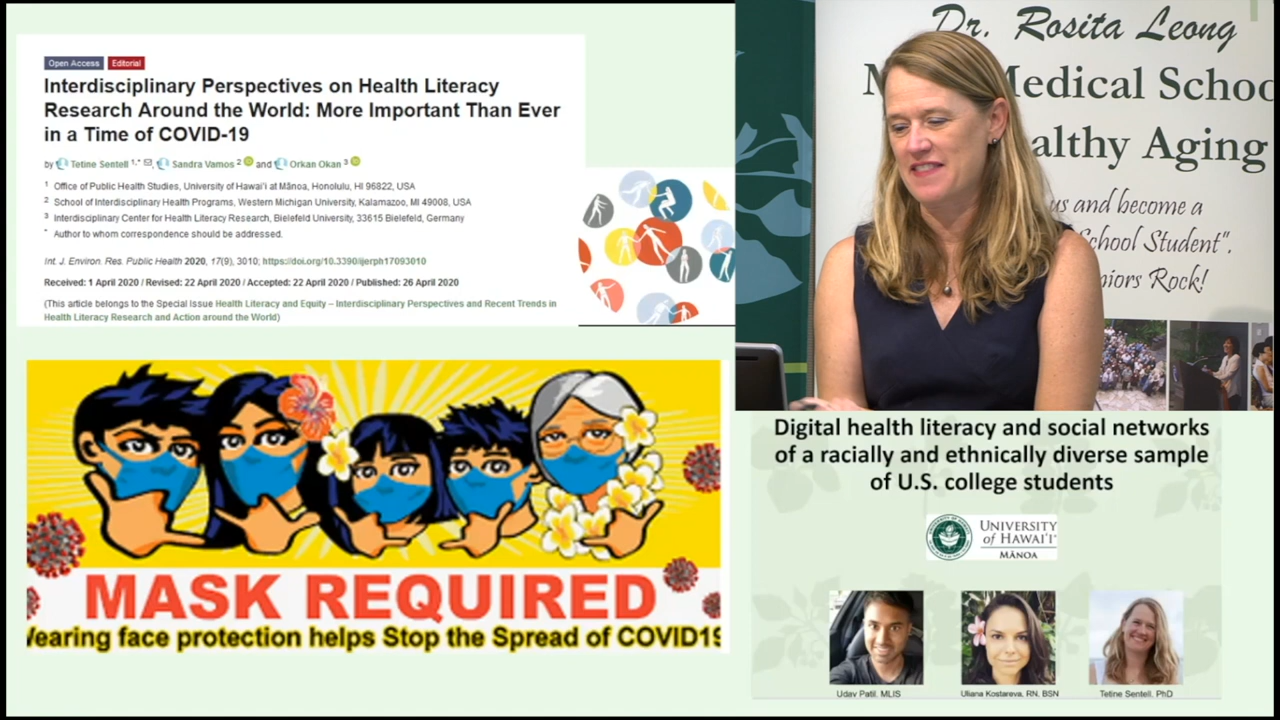 Open Access Editorial
Interdisciplinary Perspectives on Health Literacy
Research Around the World: More Important Than Ever
in a Time of COVID-19
by Tetine Sentell 1,* Sandra Vamos 2 and Orkan Okan 3
1 Office of Public Health Studies, University of Hawai'i at Mānoa, Honolulu, HI 96822, USA
2 School of Interdisciplinary Health Programs, Western Michigan University, Kalamazoo, MI 49008, USA
3 Interdisciplinary Center for Health Literacy Research, Bielefeld University, 33615 Bielefeld, Germany
* Author to whom correspondence should be addressed.
Int. J. Environ. Res. Public Health 2020, 17(9), 3010; https://doi.org/10.3390/ijerph17093010
Received: 1 April 2020 / Revised: 22 April 2020 / Accepted: 22 April 2020 / Published: 26 April 2020
(This article belongs to the Special Issue Health Literacy and Equity – Interdisciplinary Perspectives and Recent Trends in
Health Literacy Research and Action around the World)
MASK REQUIRED
Wearing face protection helps Stop the Spread of COVID19
Dr. Rosita Leong
Medical School
Healthy Aging
us and become a
School Student".
niors Rock!
Digital health literacy and social networks
of a racially and ethnically diverse sample
of U.S. college students
UNIVERSITY
of HAWAI'I
MĀNOA
Uday Patil, MLIS
Uliana Kostareva, RN, BSN
Tetine Sentell, PhD